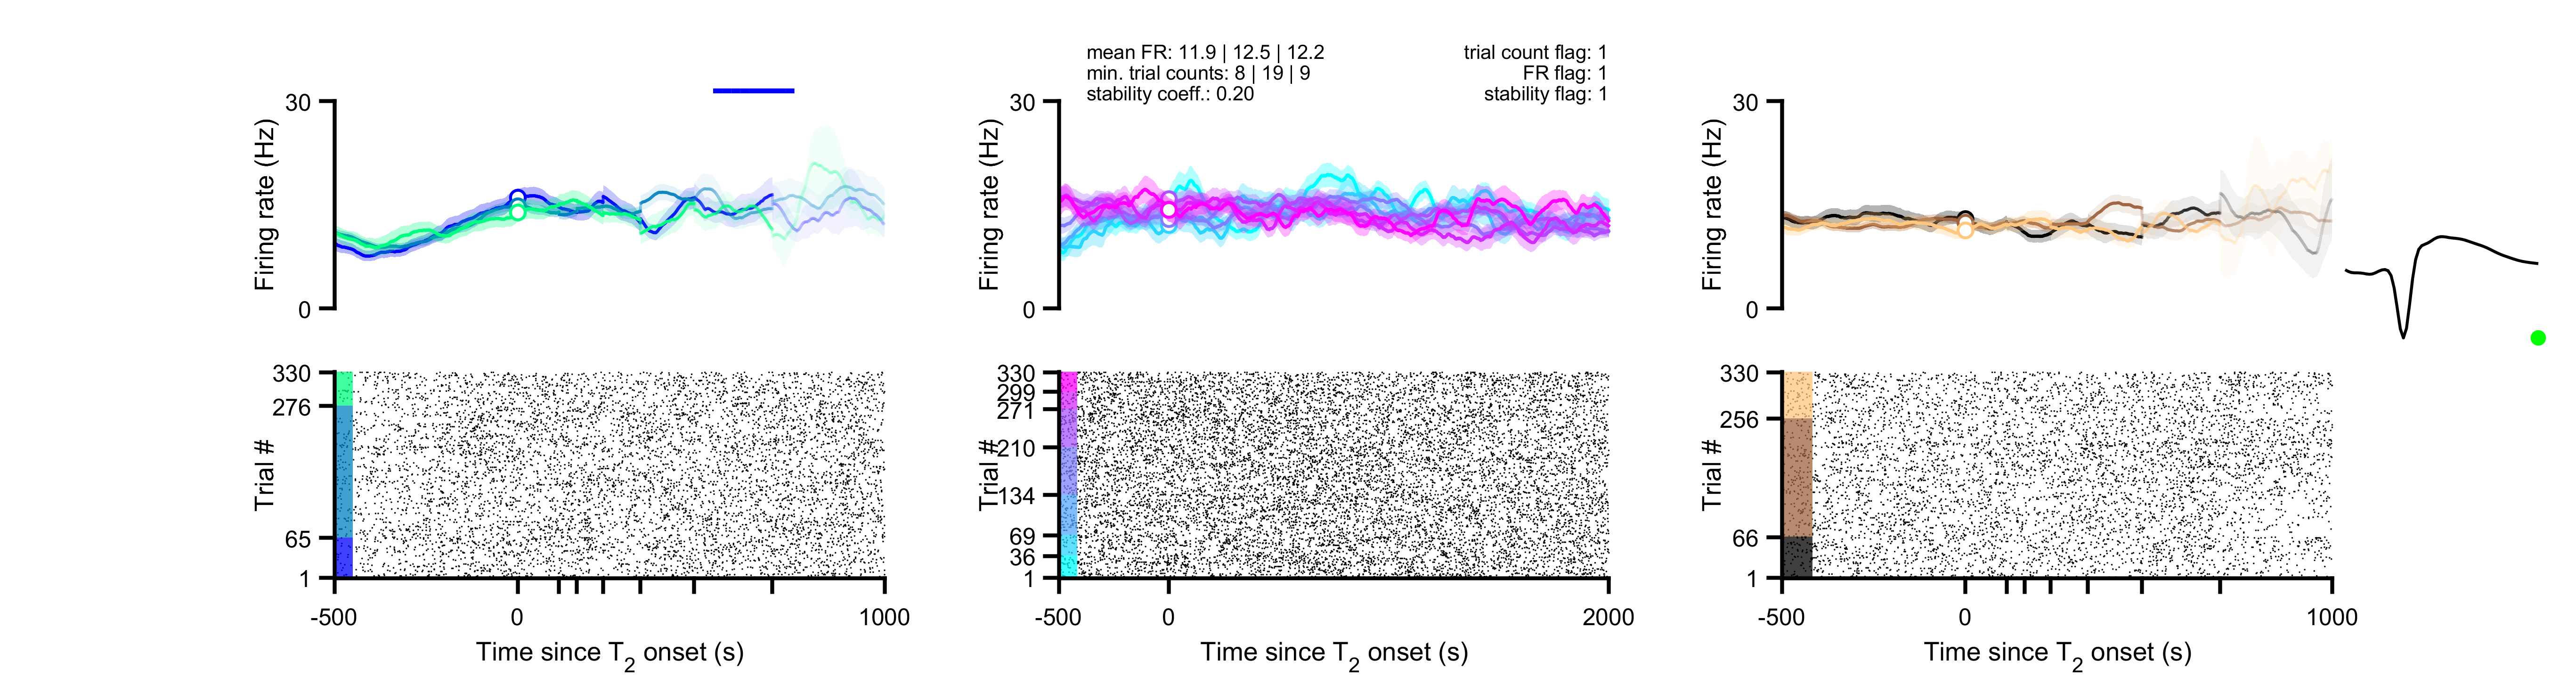 mean FR: 11.9 | 12.5 | 12.2
min. trial counts: 8 | 19 | 9
stability coeff.: 0.20
trial count flag: 1
FR flag: 1
stability flag: 1
30
Firing rate (Hz)
0
30
Firing rate (Hz)
0
30
Firing rate (Hz)
0
330
276
Trial #
65
1
-500
0
1000
Time since T2 onset (s)
330
299
271
210
Trial #
134
69
36
1
-500
0
2000
Time since T2 onset (s)
330
256
Trial #
66
1
-500
0
1000
Time since T2 onset (s)